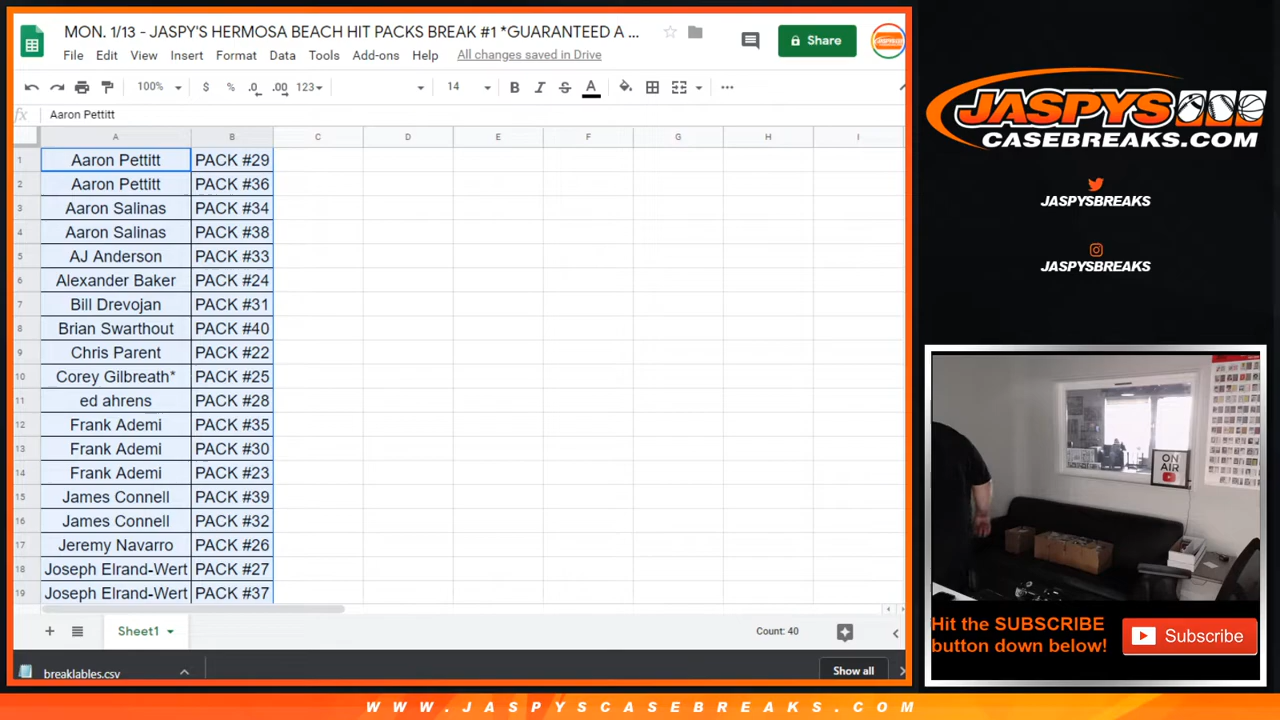 MON. 1/13 - JASPY'S HERMOSA BEACH HIT PACKS BREAK #1 *GUARANTEED A ...
File Edit View Insert Format Data Tools Add-ons Help All changes saved in Drive
Share
100% $ % .0 .00 123 14 B I S A
fx Aaron Pettitt
A B C D E F G H I
1 Aaron Pettitt PACK #29
2 Aaron Pettitt PACK #36
3 Aaron Salinas PACK #34
4 Aaron Salinas PACK #38
5 AJ Anderson PACK #33
6 Alexander Baker PACK #24
7 Bill Drevojan PACK #31
8 Brian Swarthout PACK #40
9 Chris Parent PACK #22
10 Corey Gilbreath* PACK #25
11 ed ahrens PACK #28
12 Frank Ademi PACK #35
13 Frank Ademi PACK #30
14 Frank Ademi PACK #23
15 James Connell PACK #39
16 James Connell PACK #32
17 Jeremy Navarro PACK #26
18 Joseph Elrand-Wert PACK #27
19 Joseph Elrand-Wert PACK #37
Sheet1
Count: 40
breaklables.csv
Show all
JASPYS
CASEBREAKS.COM
JASPYSBREAKS
JASPYSBREAKS
ON
AIR
Hit the SUBSCRIBE
button down below!
Subscribe
WWW.JASPYSCASEBREAKS.COM